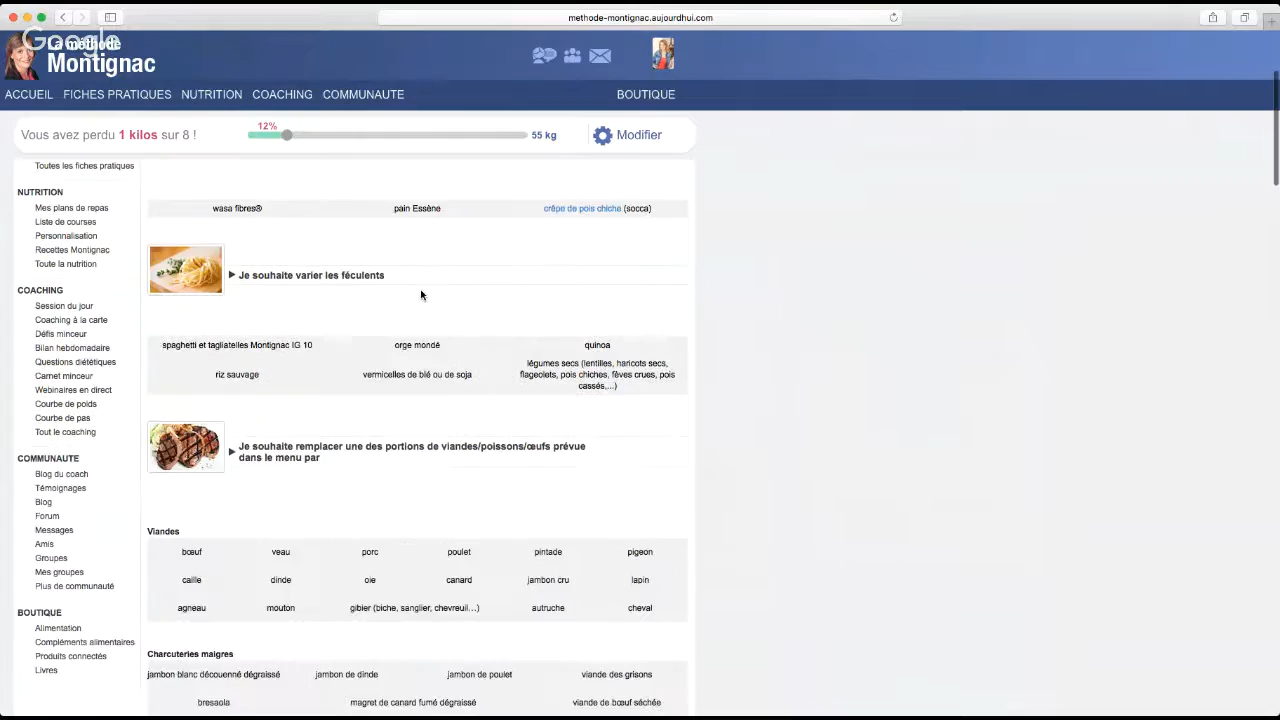 methode-montignac.aujourdhui.com
Google
La méthode
Montignac
ACCUEIL FICHES PRATIQUES NUTRITION COACHING COMMUNAUTE BOUTIQUE
Vous avez perdu 1 kilos sur 8 ! 12% 55 kg Modifier
Toutes les fiches pratiques
NUTRITION
Mes plans de repas
Liste de courses
Personnalisation
Recettes Montignac
Toute la nutrition
COACHING
Session du jour
Coaching à la carte
Défis minceur
Bilan hebdomadaire
Questions diététiques
Carnet minceur
Webinaires en direct
Courbe de poids
Courbe de pas
Tout le coaching
COMMUNAUTE
Blog du coach
Témoignages
Blog
Forum
Messages
Amis
Groupes
Mes groupes
Plus de communauté
BOUTIQUE
Alimentation
Compléments alimentaires
Produits connectés
Livres
wasa fibres® pain Essène crêpe de pois chiche (socca)
Je souhaite varier les féculents
spaghetti et tagliatelles Montignac IG 10 orge mondé quinoa
riz sauvage vermicelles de blé ou de soja légumes secs (lentilles, haricots secs,
flageolets, pois chiches, fèves crues, pois
cassés,...)
Je souhaite remplacer une des portions de viandes/poissons/œufs prévue
dans le menu par
Viandes
bœuf veau porc poulet pintade pigeon
caille dinde oie canard jambon cru lapin
agneau mouton gibier (biche, sanglier, chevreuil...) autruche cheval
Charcuteries maigres
jambon blanc découenné dégraissé jambon de dinde jambon de poulet viande des grisons
bresaola magret de canard fumé dégraissé viande de bœuf séchée